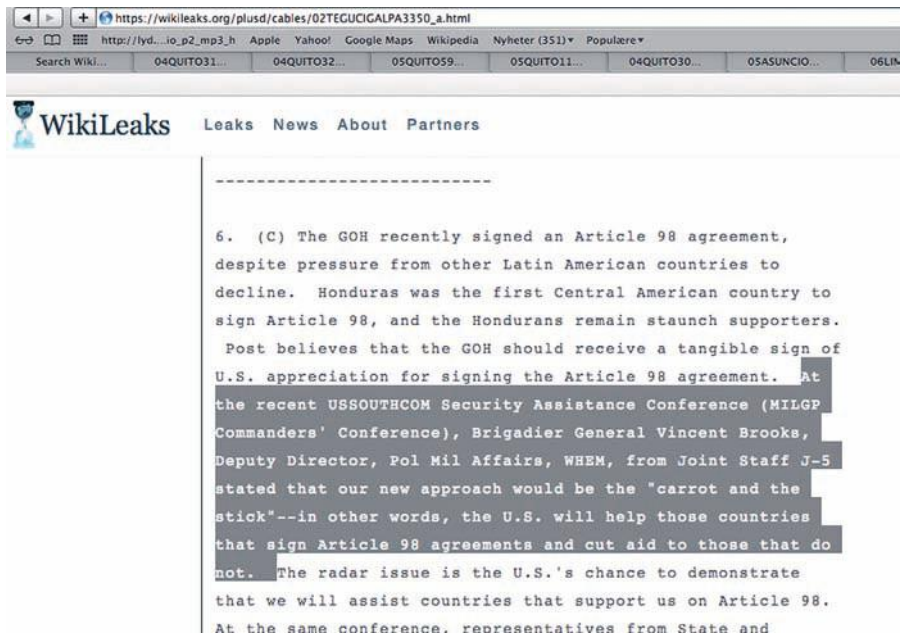 https://wikileaks.org/plusd/cables/02TEGUCIGALPA3350_a.html
http://lyd....io_p2_mp3_h Apple Yahoo! Google Maps Wikipedia Nyheter (351) Populære
Search Wiki... 04QUITO31... 04QUITO32... 05QUITO59... 05QUITO11... 04QUITO30... 05ASUNCIO... 06LIM
WikiLeaks Leaks News About Partners
---------------------------
6. (C) The GOH recently signed an Article 98 agreement,
despite pressure from other Latin American countries to
decline. Honduras was the first Central American country to
sign Article 98, and the Hondurans remain staunch supporters.
Post believes that the GOH should receive a tangible sign of
U.S. appreciation for signing the Article 98 agreement. At
the recent USSOUTHCOM Security Assistance Conference (MILGP
Commanders' Conference), Brigadier General Vincent Brooks,
Deputy Director, Pol Mil Affairs, WHEM, from Joint Staff J-5
stated that our new approach would be the "carrot and the
stick"--in other words, the U.S. will help those countries
that sign Article 98 agreements and cut aid to those that do
not. The radar issue is the U.S.'s chance to demonstrate
that we will assist countries that support us on Article 98.
At the same conference, representatives from State and